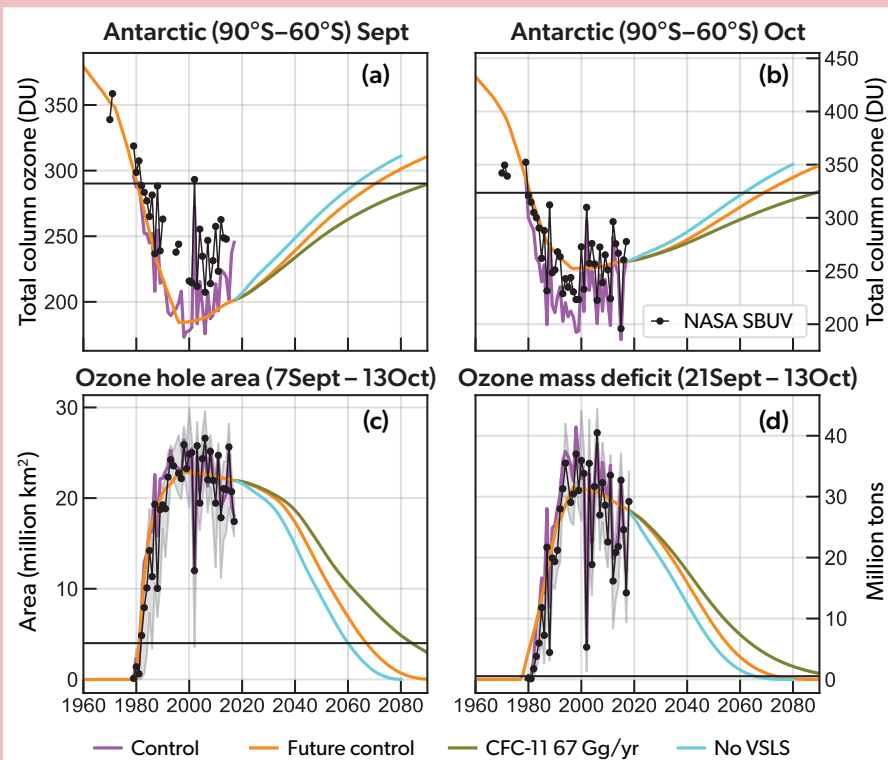 Antarctic (90°S–60°S) Sept
Antarctic (90°S–60°S) Oct
(a)
(b)
Total column ozone (DU)
350
300
250
200
450
400
350
300
250
200
Total column ozone (DU)
Total column ozone (DU)
NASA SBUV
Ozone hole area (7Sept – 13Oct)
Ozone mass deficit (21Sept – 13Oct)
(c)
(d)
Area (million km²)
30
20
10
0
40
30
20
10
0
Million tons
1960 1980 2000 2020 2040 2060 2080
1960 1980 2000 2020 2040 2060 2080
Control
Future control
CFC-11 67 Gg/yr
No VSLS